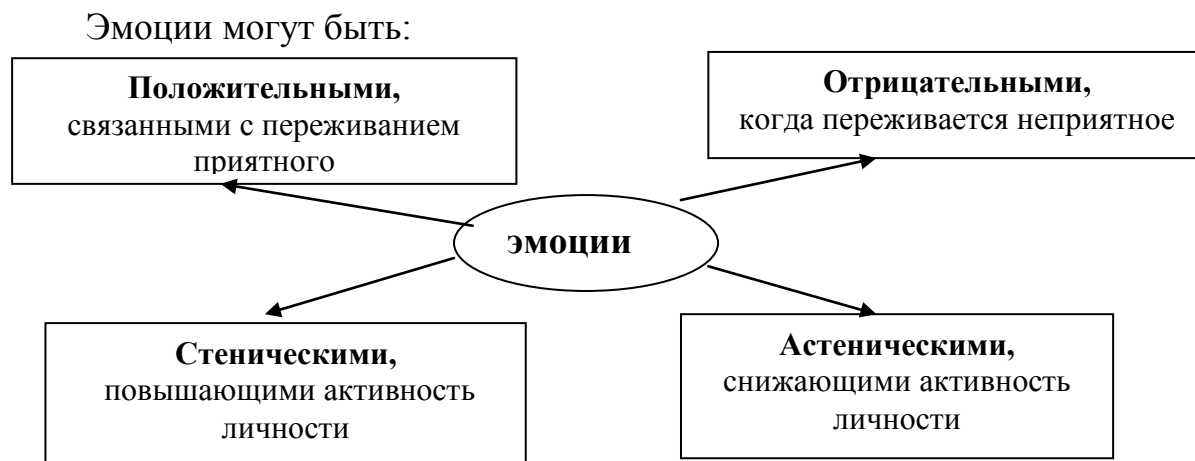 Эмоции могут быть:
Положительными,
связанными с переживанием
приятного
Отрицательными,
когда переживается неприятное
эмоции
Стеническими,
повышающими активность
личности
Астеническими,
снижающими активность
личности